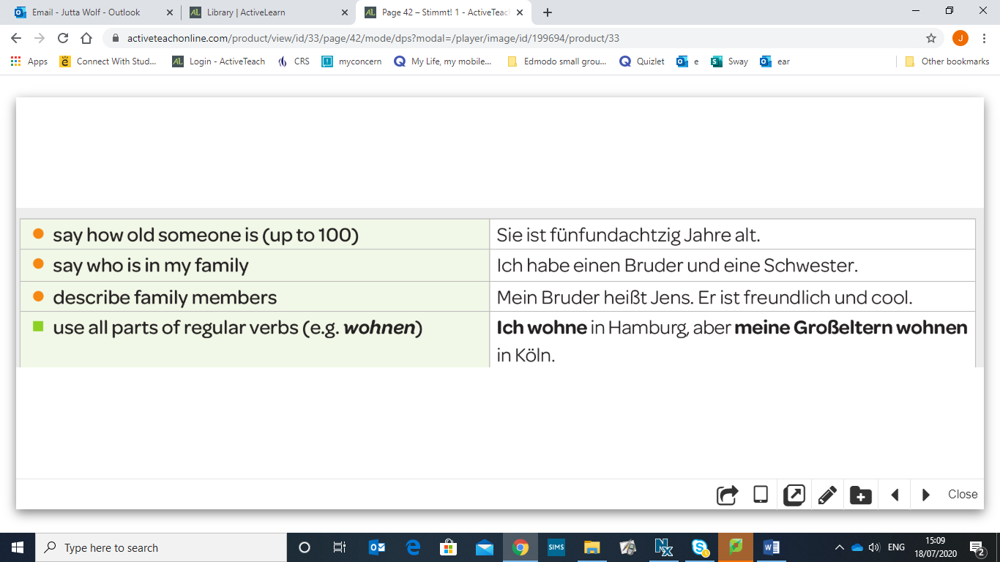 Email - Jutta Wolf - Outlook
Library | ActiveLearn
Page 42 – Stimmt! 1 - ActiveTeac
activeteachonline.com/product/view/id/33/page/42/mode/dps?modal=/player/image/id/199694/product/33
J
Apps
Connect With Stud...
Login - ActiveTeach
CRS
myconcern
My Life, my mobile...
Edmodo small grou...
Quizlet
e
Sway
ear
Other bookmarks
say how old someone is (up to 100)
Sie ist fünfundachtzig Jahre alt.
say who is in my family
Ich habe einen Bruder und eine Schwester.
describe family members
Mein Bruder heißt Jens. Er ist freundlich und cool.
use all parts of regular verbs (e.g. wohnen)
Ich wohne in Hamburg, aber meine Großeltern wohnen
in Köln.
Close
Type here to search
SIMS
ENG
15:09
18/07/2020
2